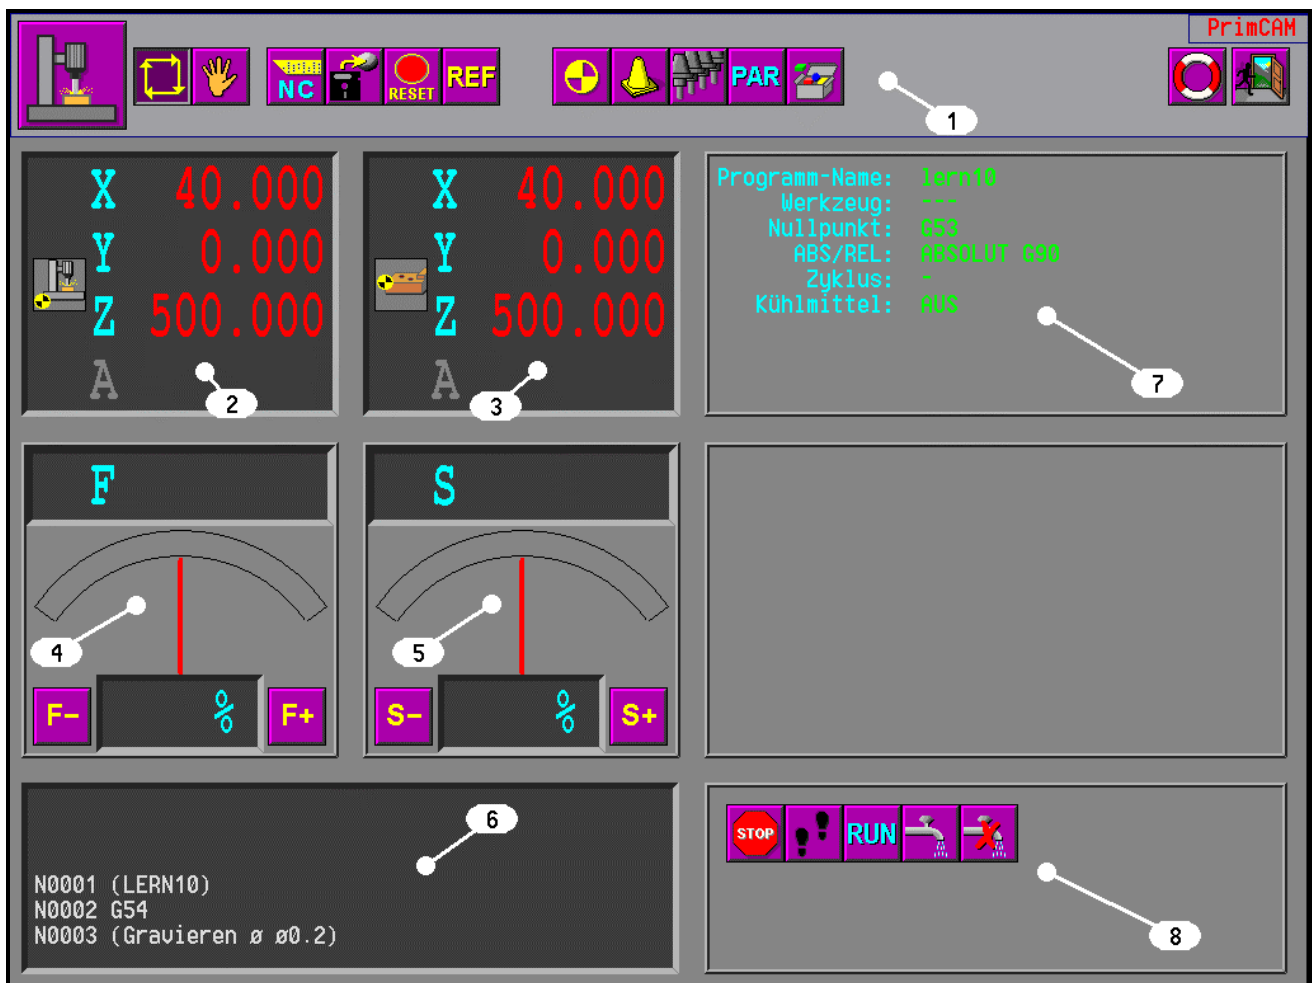 PrimCAM
NC RESET REF PAR
1
X 40.000
Y 0.000
Z 500.000
A
2
X 40.000
Y 0.000
Z 500.000
A
3
Programm-Name: lern10
Werkzeug: ---
Nullpunkt: G53
ABS/REL: ABSOLUT G90
Zyklus: -
Kühlmittel: AUS
7
F
4
F- % F+
S
5
S- % S+
6
N0001 (LERN10)
N0002 G54
N0003 (Gravieren ø ø0.2)
STOP RUN
8